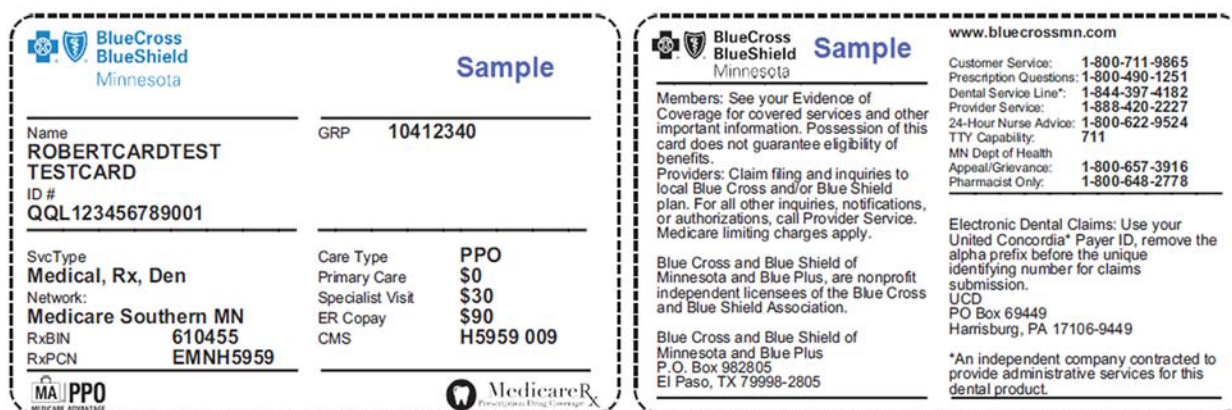 BlueCross
BlueShield
Minnesota
Sample
Name
ROBERTCARDTEST
TESTCARD
ID #
QQL123456789001
GRP 10412340
SvcType
Medical, Rx, Den
Network:
Medicare Southern MN
RxBIN 610455
RxPCN EMNH5959
Care Type PPO
Primary Care $0
Specialist Visit $30
ER Copay $90
CMS H5959 009
MA PPO
MEDICARE ADVANTAGE
MedicareRx
Prescription Drug Coverage
BlueCross
BlueShield
Minnesota
Sample
Members: See your Evidence of
Coverage for covered services and other
important information. Possession of this
card does not guarantee eligibility of
benefits.
Providers: Claim filing and inquiries to
local Blue Cross and/or Blue Shield
plan. For all other inquiries, notifications,
or authorizations, call Provider Service.
Medicare limiting charges apply.
Blue Cross and Blue Shield of
Minnesota and Blue Plus, are nonprofit
independent licensees of the Blue Cross
and Blue Shield Association.
Blue Cross and Blue Shield of
Minnesota and Blue Plus
P.O. Box 982805
El Paso, TX 79998-2805
www.bluecrossmn.com
Customer Service: 1-800-711-9865
Prescription Questions: 1-800-490-1251
Dental Service Line*: 1-844-397-4182
Provider Service: 1-888-420-2227
24-Hour Nurse Advice: 1-800-622-9524
TTY Capability: 711
MN Dept of Health
Appeal/Grievance: 1-800-657-3916
Pharmacist Only: 1-800-648-2778
Electronic Dental Claims: Use your
United Concordia* Payer ID, remove the
alpha prefix before the unique
identifying number for claims
submission.
UCD
PO Box 69449
Harrisburg, PA 17106-9449
*An independent company contracted to
provide administrative services for this
dental product.